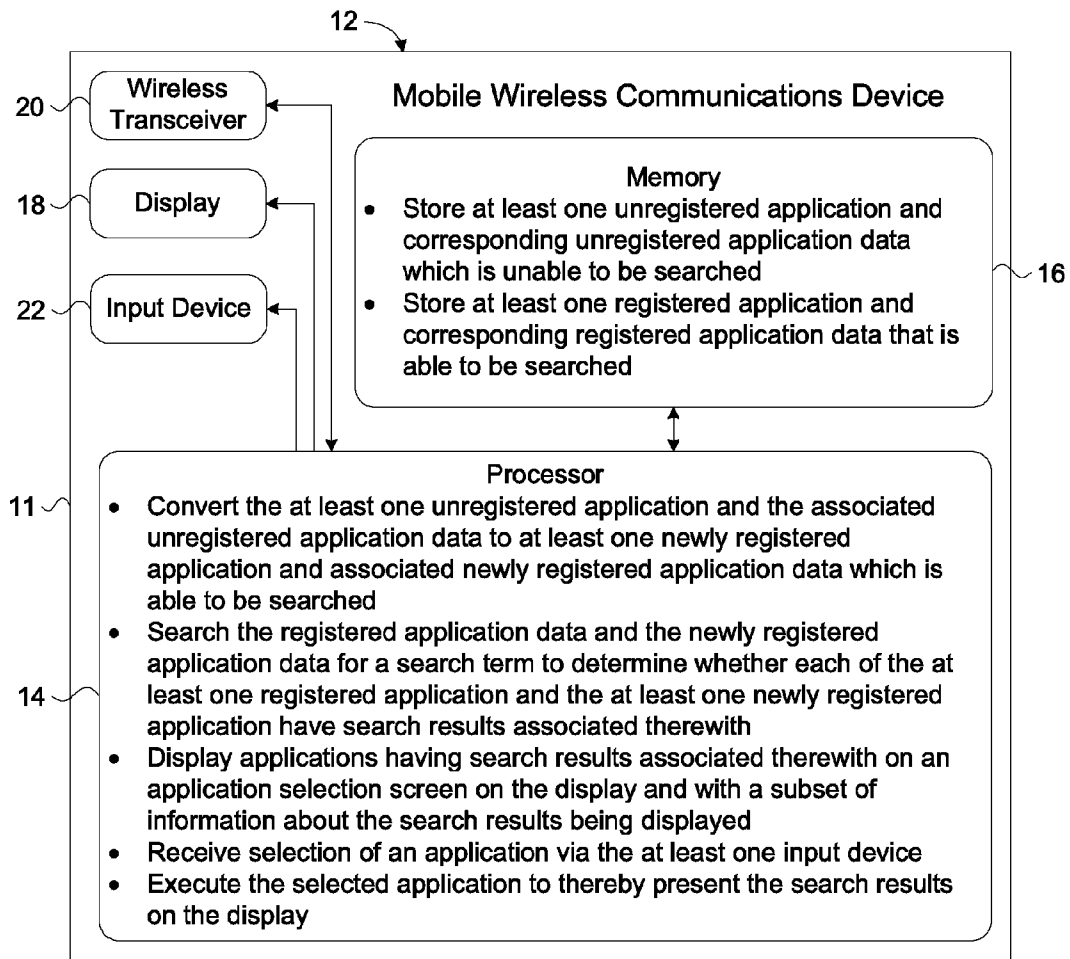 12
Mobile Wireless Communications Device
20
Wireless
Transceiver
18
Display
22
Input Device
Memory
• Store at least one unregistered application and
corresponding unregistered application data
which is unable to be searched
• Store at least one registered application and
corresponding registered application data that is
able to be searched
16
11
Processor
• Convert the at least one unregistered application and the associated
unregistered application data to at least one newly registered
application and associated newly registered application data which is
able to be searched
• Search the registered application data and the newly registered
application data for a search term to determine whether each of the at
least one registered application and the at least one newly registered
application have search results associated therewith
14
• Display applications having search results associated therewith on an
application selection screen on the display and with a subset of
information about the search results being displayed
• Receive selection of an application via the at least one input device
• Execute the selected application to thereby present the search results
on the display